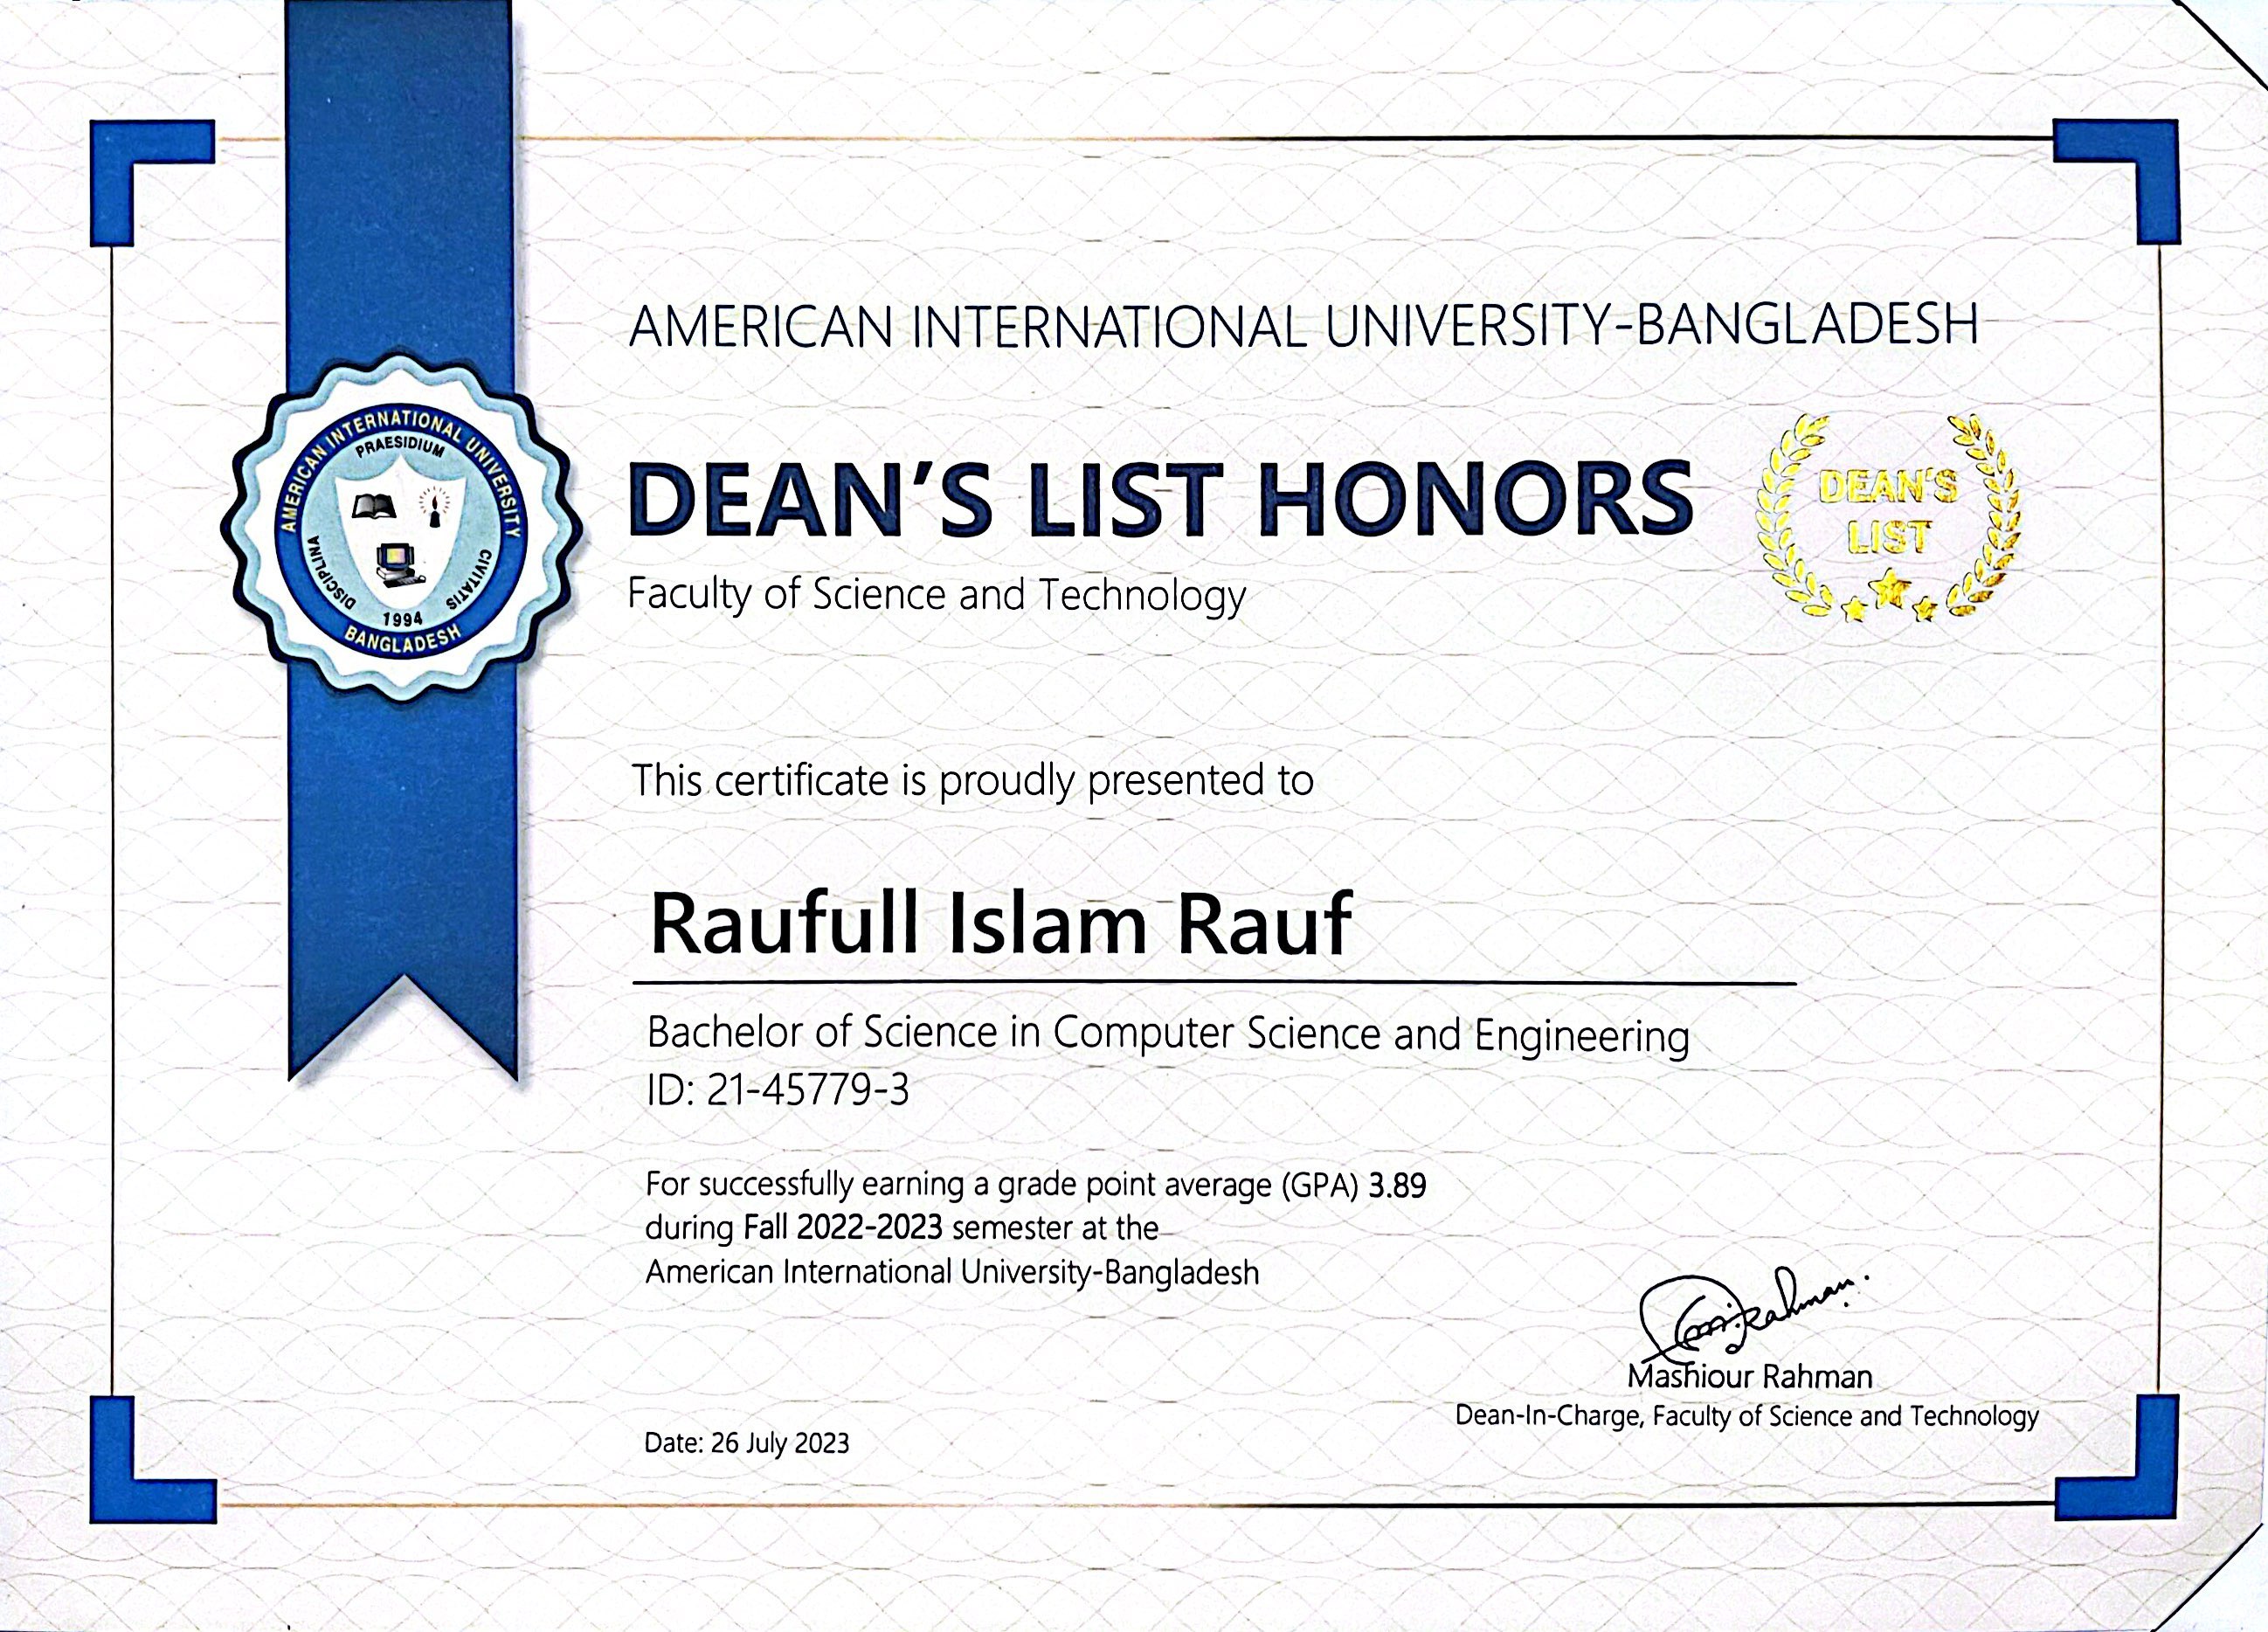 AMERICAN INTERNATIONAL UNIVERSITY-BANGLADESH
AMERICAN INTERNATIONAL UNIVERSITY
PRAESIDIUM
DISCIPLINA
CIVITATIS
1994
BANGLADESH
DEAN'S LIST HONORS
DEAN'S
LIST
Faculty of Science and Technology
This certificate is proudly presented to
Raufull Islam Rauf
Bachelor of Science in Computer Science and Engineering
ID: 21-45779-3
For successfully earning a grade point average (GPA) 3.89
during Fall 2022-2023 semester at the
American International University-Bangladesh
Mashiour Rahman
Dean-In-Charge, Faculty of Science and Technology
Date: 26 July 2023